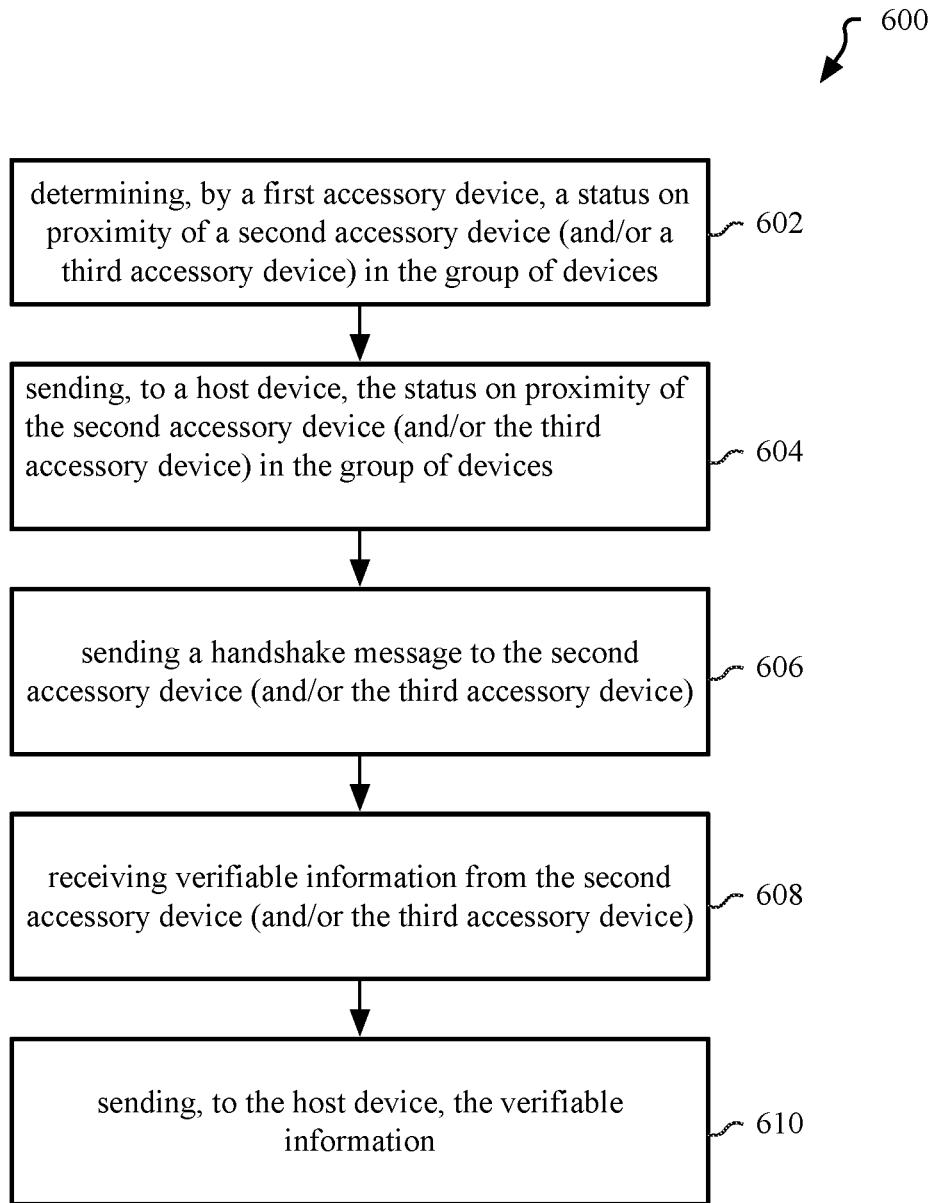 600
determining, by a first accessory device, a status on
proximity of a second accessory device (and/or a
third accessory device) in the group of devices
602
sending, to a host device, the status on proximity of
the second accessory device (and/or the third
accessory device) in the group of devices
604
sending a handshake message to the second
accessory device (and/or the third accessory device)
606
receiving verifiable information from the second
accessory device (and/or the third accessory device)
608
sending, to the host device, the verifiable
information
610